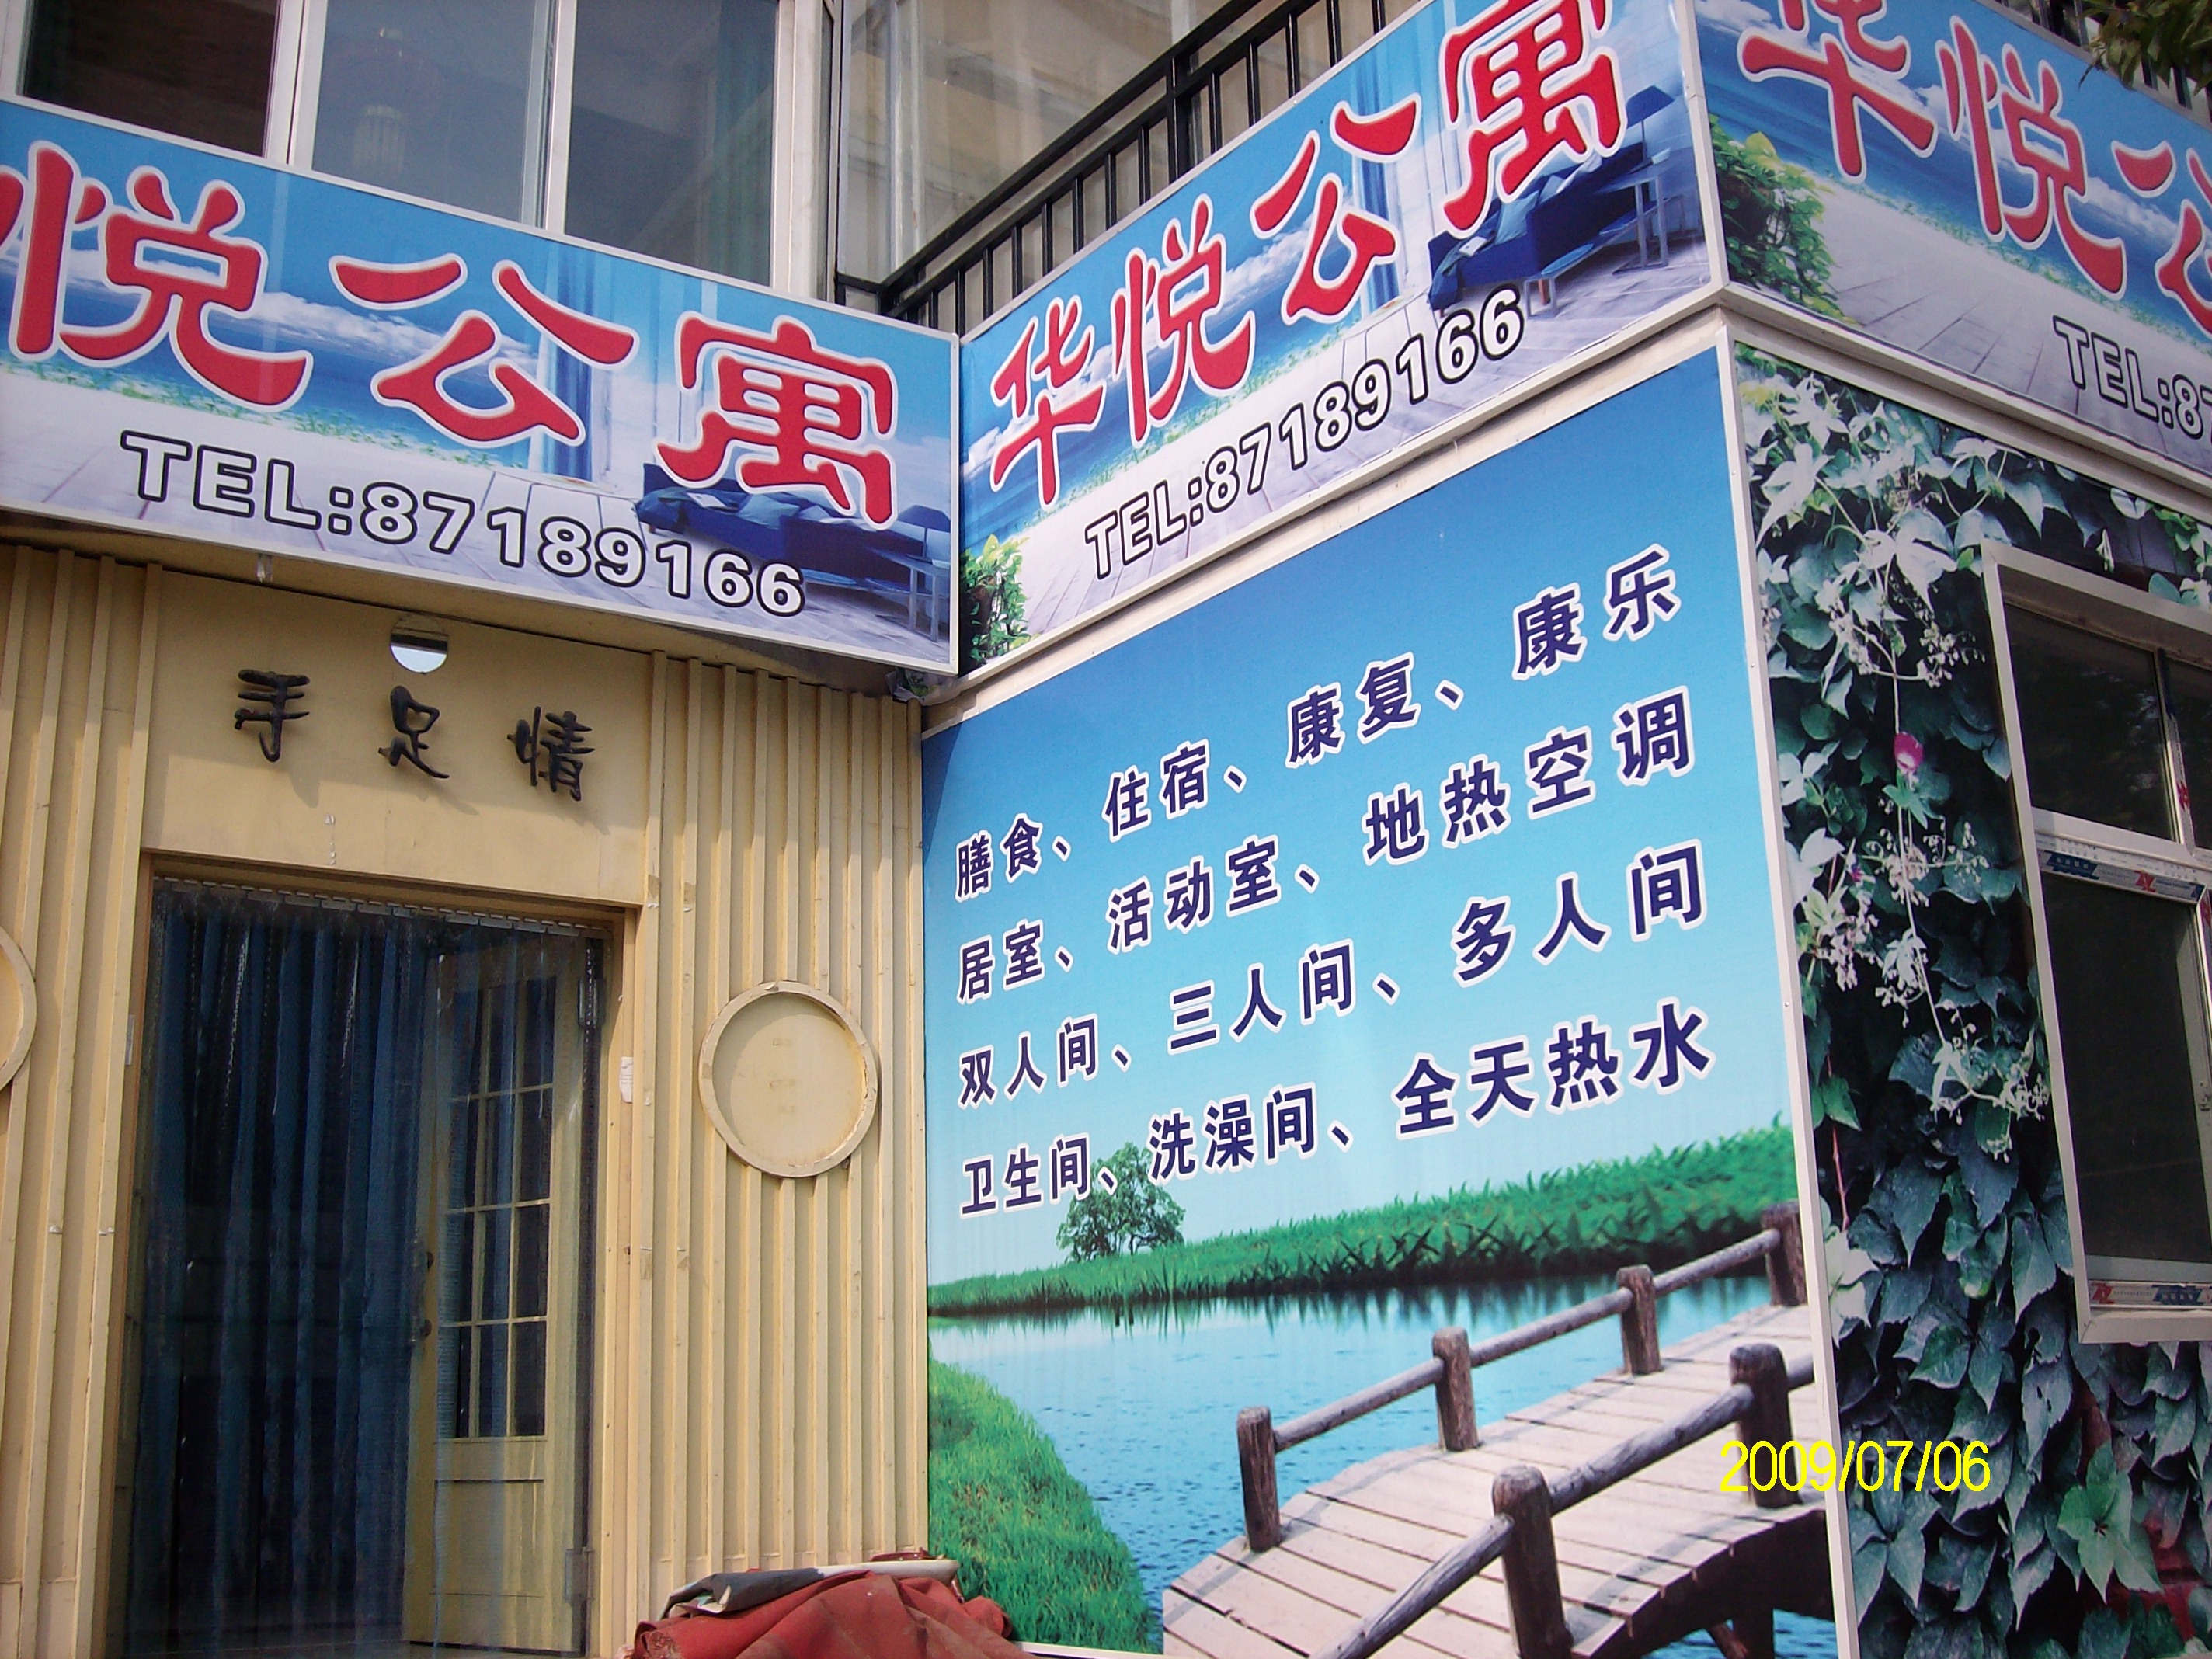 悦公寓
TEL:87189166
华悦公寓
TEL:87189166
华悦公
TEL:87
手足情
膳食、住宿、康复、康乐
居室、活动室、地热空调
双人间、三人间、多人间
卫生间、洗澡间、全天热水
2009/07/06